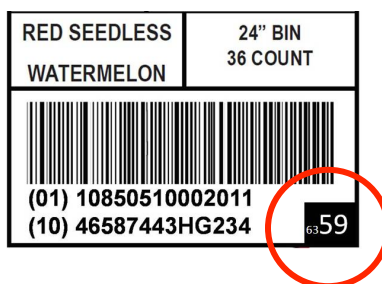 RED SEEDLESS
WATERMELON
24” BIN
36 COUNT
(01) 10850510002011
(10) 46587443HG234
6359